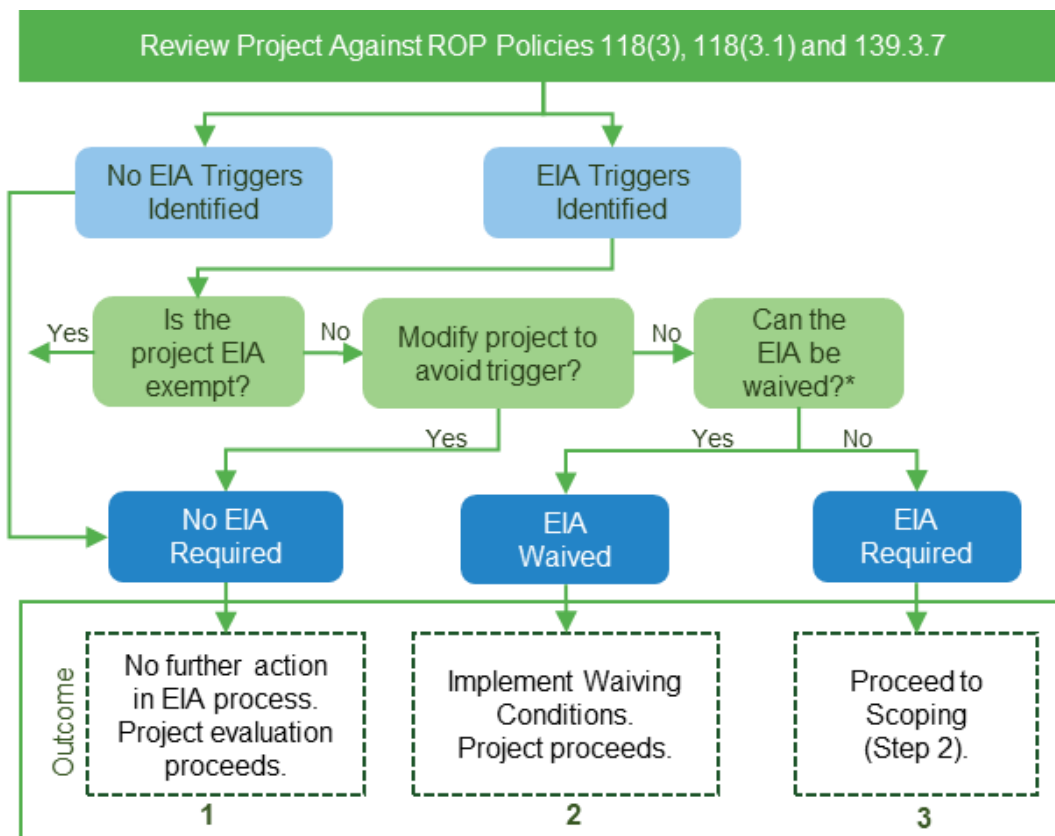 Review Project Against ROP Policies 118(3), 118(3.1) and 139.3.7
No EIA Triggers
Identified
EIA Triggers
Identified
Yes
Is the
project EIA
exempt?
No
Modify project to
avoid trigger?
No
Can the
EIA be
waived?*
Yes
Yes
No
No EIA
Required
EIA
Waived
EIA
Required
Outcome
No further action
in EIA process.
Project evaluation
proceeds.
1
Implement Waiving
Conditions.
Project proceeds.
2
Proceed to
Scoping
(Step 2).
3